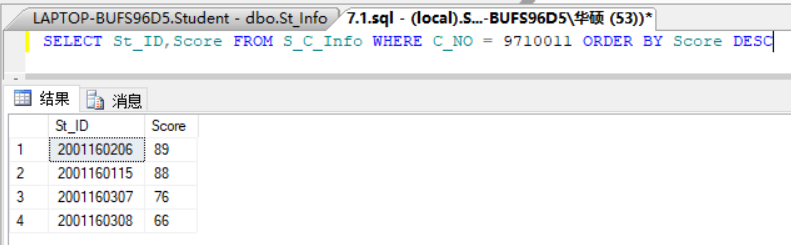 LAPTOP-BUFS96D5.Student - dbo.St_Info 7.1.sql - (local).S...-BUFS96D5\华硕 (53))*
SELECT St_ID,Score FROM S_C_Info WHERE C_NO = 9710011 ORDER BY Score DESC
结果 消息
St_ID Score
1 2001160206 89
2 2001160115 88
3 2001160307 76
4 2001160308 66